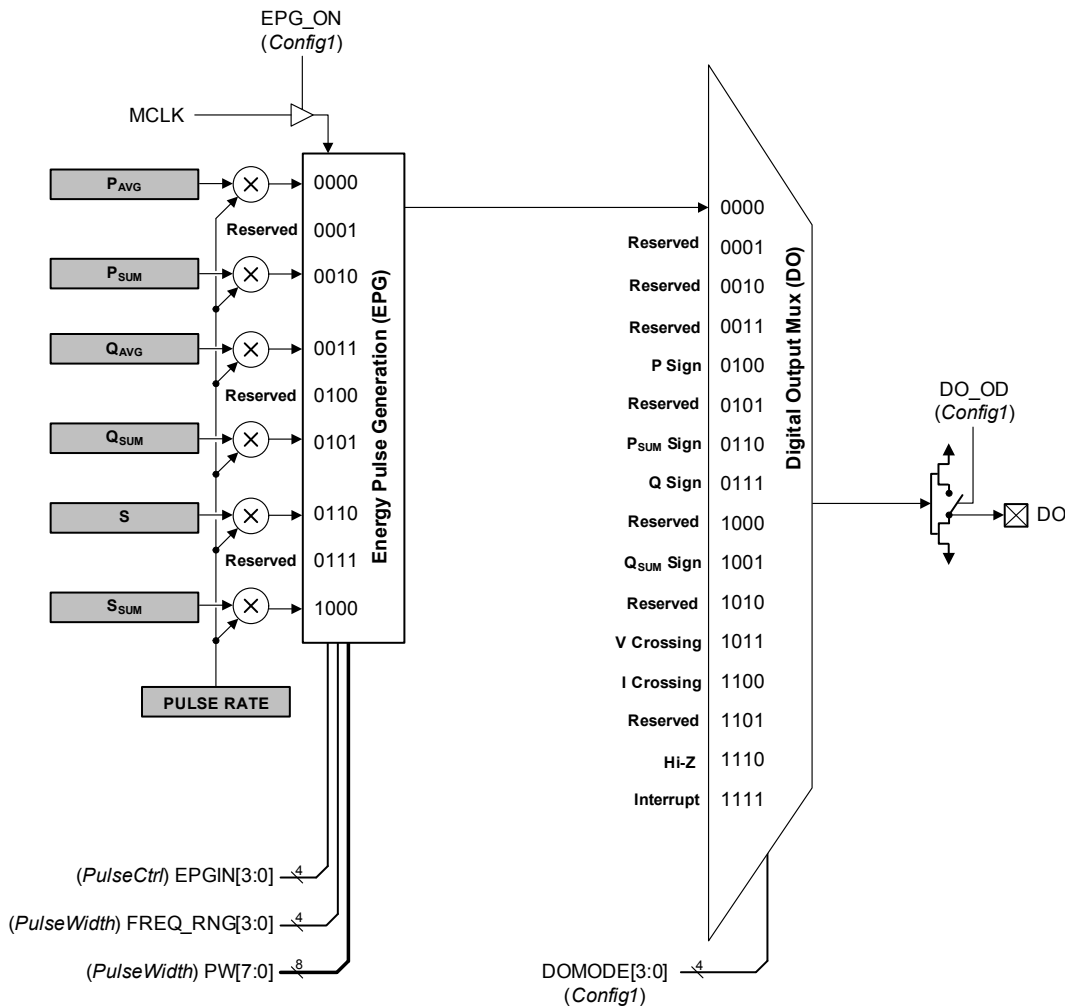 EPG_ON
(Config1)
MCLK
PAVG
0000
Reserved 0001
PSUM
0010
QAVG
0011
Reserved 0100
QSUM
0101
S
0110
Reserved 0111
SSUM
1000
PULSE RATE
Energy Pulse Generation (EPG)
(PulseCtrl) EPGIN[3:0] 4
(PulseWidth) FREQ_RNG[3:0] 4
(PulseWidth) PW[7:0] 8
0000
Reserved 0001
Reserved 0010
Reserved 0011
P Sign 0100
Reserved 0101
PSUM Sign 0110
Q Sign 0111
Reserved 1000
QSUM Sign 1001
Reserved 1010
V Crossing 1011
I Crossing 1100
Reserved 1101
Hi-Z 1110
Interrupt 1111
Digital Output Mux (DO)
DOMODE[3:0] 4
(Config1)
DO_OD
(Config1)
DO